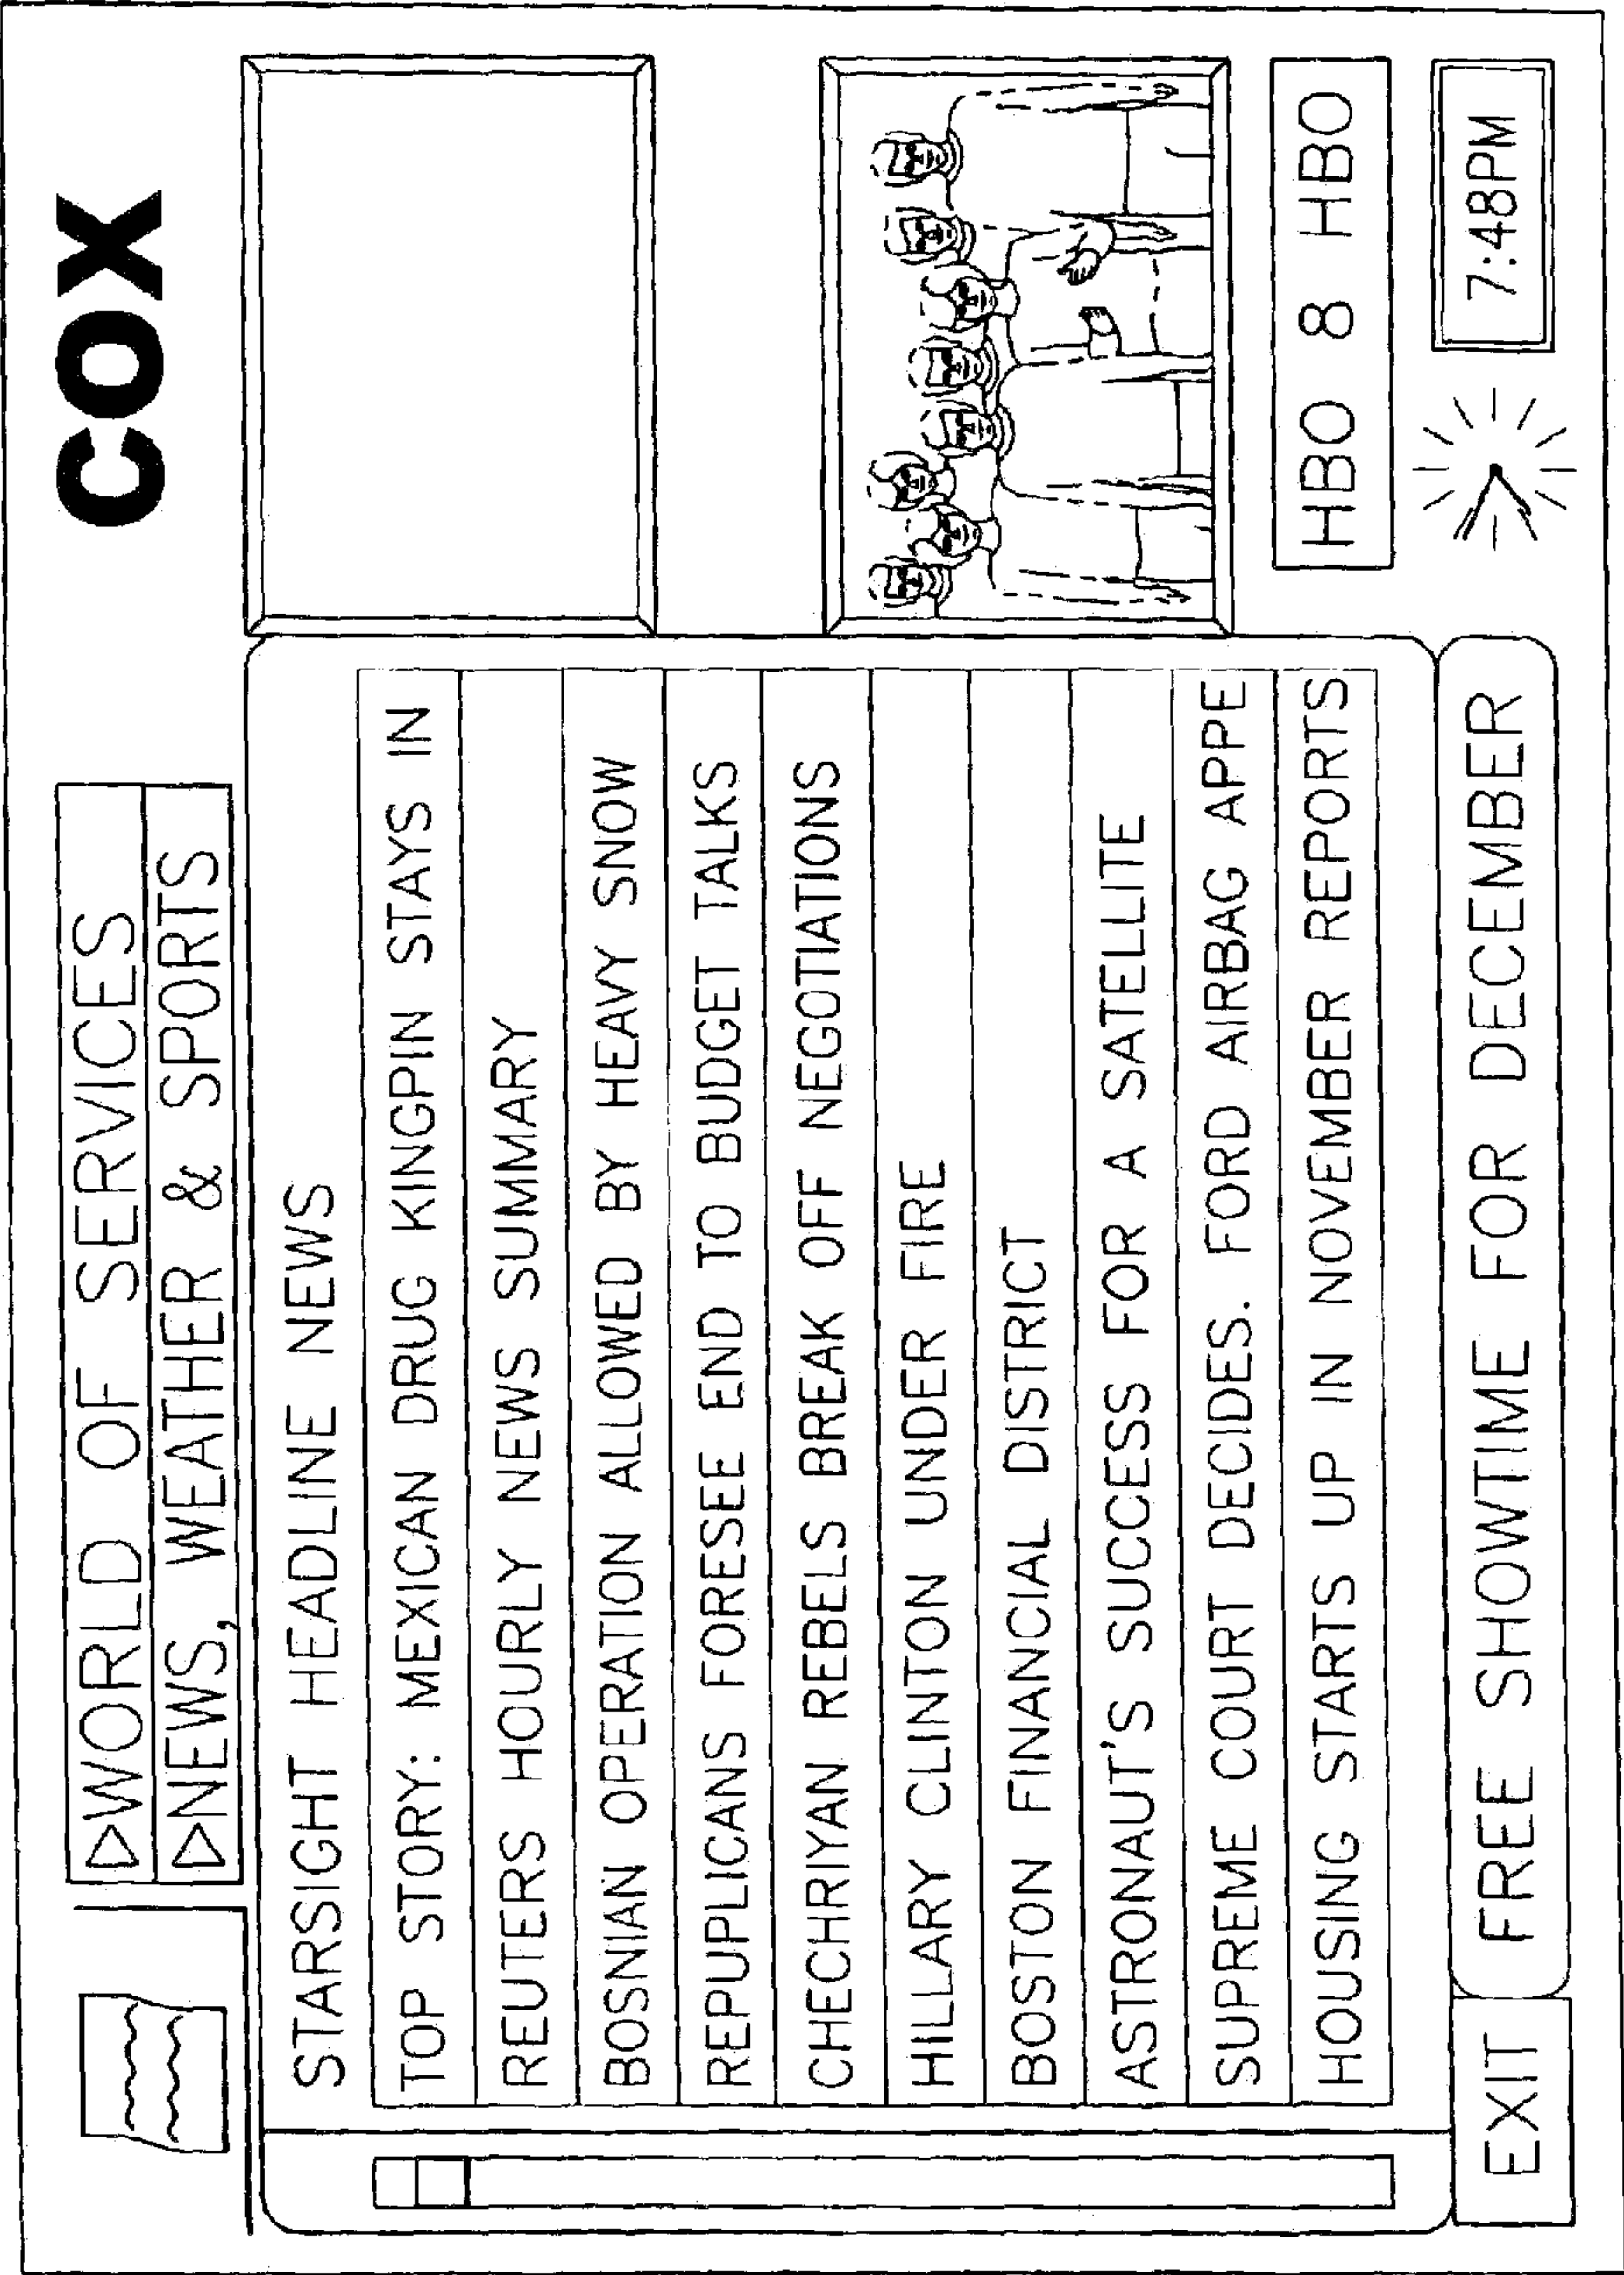 ▷WORLD OF SERVICES
▷NEWS, WEATHER & SPORTS
COX
STARSIGHT HEADLINE NEWS
TOP STORY: MEXICAN DRUG KINGPIN STAYS IN
REUTERS HOURLY NEWS SUMMARY
BOSNIAN OPERATION ALLOWED BY HEAVY SNOW
REPUPLICANS FORESEE END TO BUDGET TALKS
CHECHRIYAN REBELS BREAK OFF NEGOTIATIONS
HILLARY CLINTON UNDER FIRE
BOSTON FINANCIAL DISTRICT
ASTRONAUT'S SUCCESS FOR A SATELLITE
SUPREME COURT DECIDES. FORD AIRBAG APPE
HOUSING STARTS UP IN NOVEMBER REPORTS
HBO 8 HBO
EXIT
FREE SHOWTIME FOR DECEMBER
7:48PM